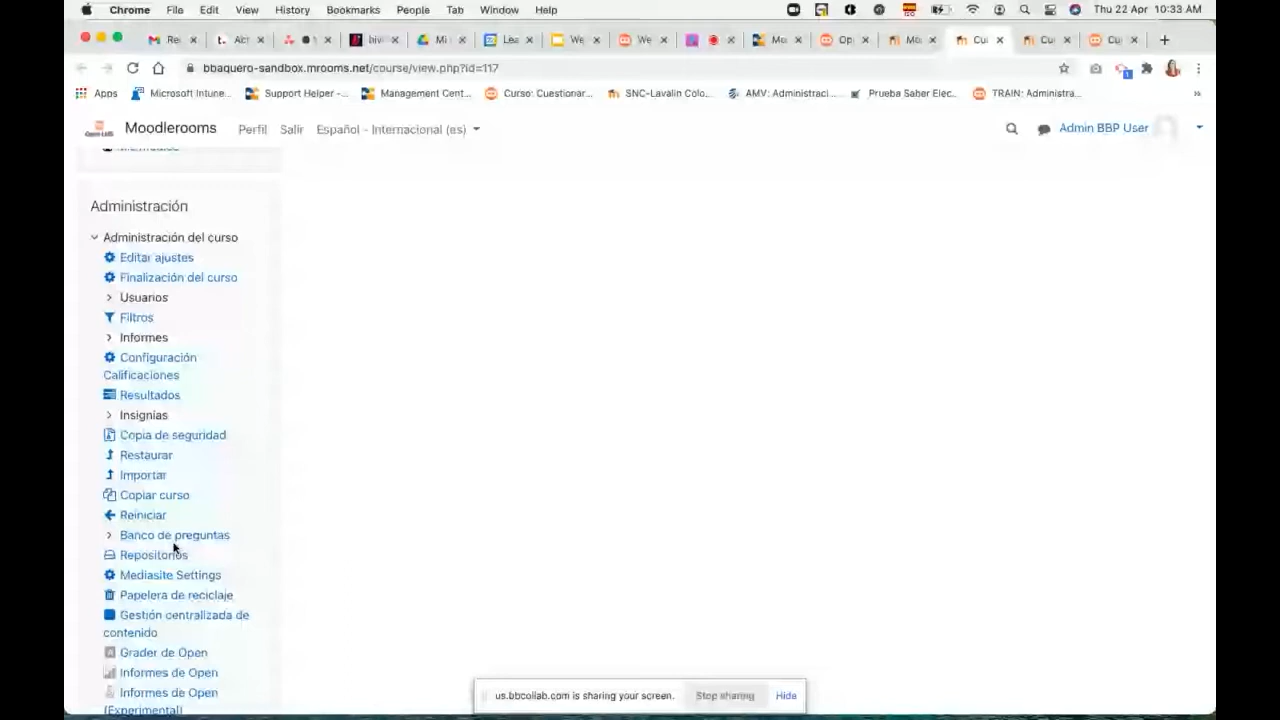 Chrome File Edit View History Bookmarks People Tab Window Help Thu 22 Apr 10:33 AM
bbaquero-sandbox.mrooms.net/course/view.php?id=117
Apps Microsoft Intune... Support Helper -... Management Cent... Curso: Cuestionar... SNC-Lavalin Colo... AMV: Administraci... Prueba Saber Elec... TRAIN: Administra... »
Moodlerooms Perfil Salir Español - Internacional (es) Admin BBP User
Administración
Administración del curso
Editar ajustes
Finalización del curso
Usuarios
Filtros
Informes
Configuración
Calificaciones
Resultados
Insignias
Copia de seguridad
Restaurar
Importar
Copiar curso
Reiniciar
Banco de preguntas
Repositorios
Mediasite Settings
Papelera de reciclaje
Gestión centralizada de
contenido
Grader de Open
Informes de Open
Informes de Open
(Experimental)
us.bbcollab.com is sharing your screen. Stop sharing Hide